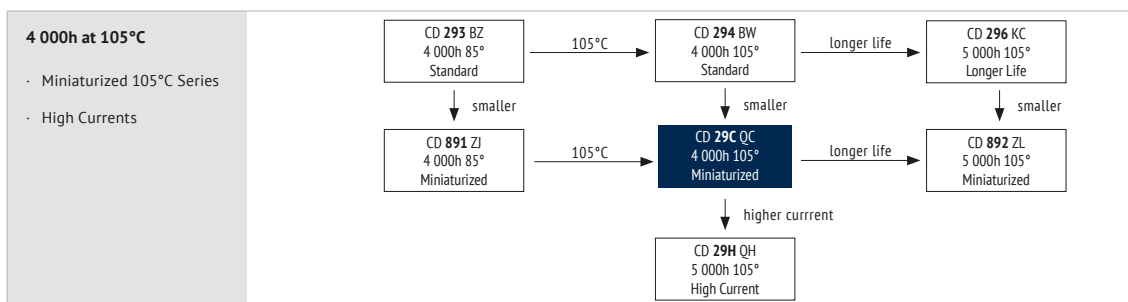 4 000h at 105°C
· Miniaturized 105°C Series
· High Currents
CD 293 BZ
4 000h 85°
Standard
105°C
CD 294 BW
4 000h 105°
Standard
longer life
CD 296 KC
5 000h 105°
Longer Life
smaller
smaller
smaller
CD 891 ZJ
4 000h 85°
Miniaturized
105°C
CD 29C QC
4 000h 105°
Miniaturized
longer life
CD 892 ZL
5 000h 105°
Miniaturized
higher currrent
CD 29H QH
5 000h 105°
High Current